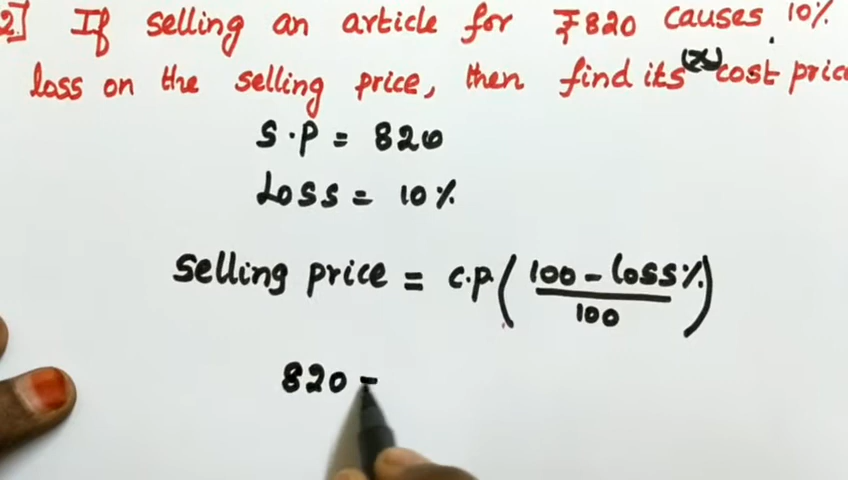 2] If selling an article for ₹820 causes 10%
loss on the selling price, then find its (x) cost price
S.P = 820
Loss = 10%
selling price = C.P. ( 100 - Loss% / 100 )
820 =